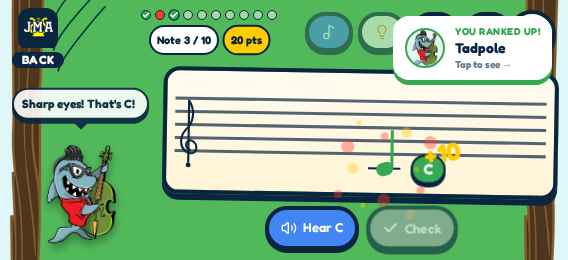 JMA
BACK
Note 3 / 10
20 pts
YOU RANKED UP!
Tadpole
Tap to see →
Sharp eyes! That's C!
+10
C
Hear C
Check